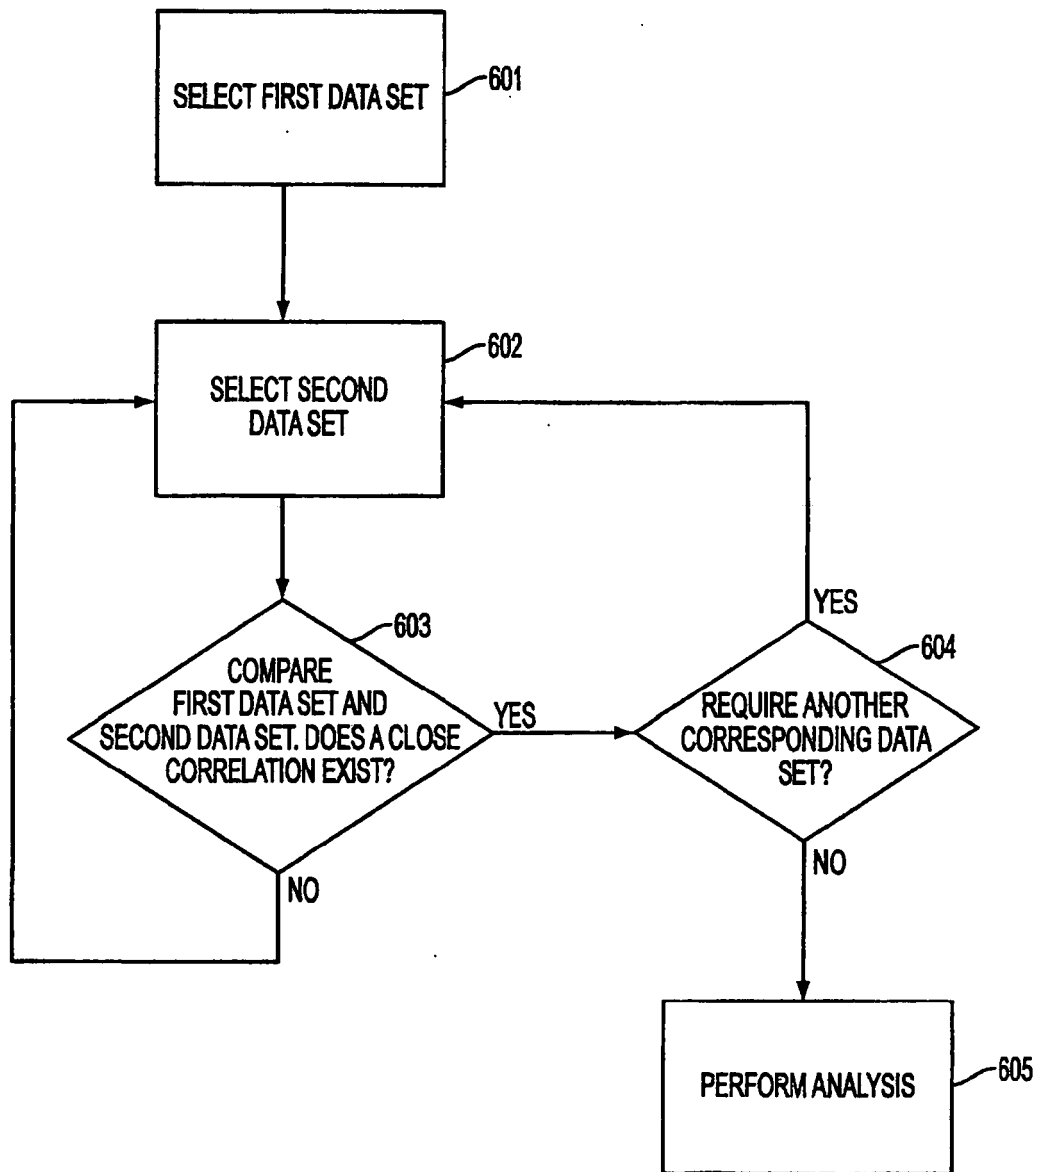 SELECT FIRST DATA SET
601
602
SELECT SECOND
DATA SET
603
COMPARE
FIRST DATA SET AND
SECOND DATA SET. DOES A CLOSE
CORRELATION EXIST?
YES
NO
YES
604
REQUIRE ANOTHER
CORRESPONDING DATA
SET?
NO
PERFORM ANALYSIS
605